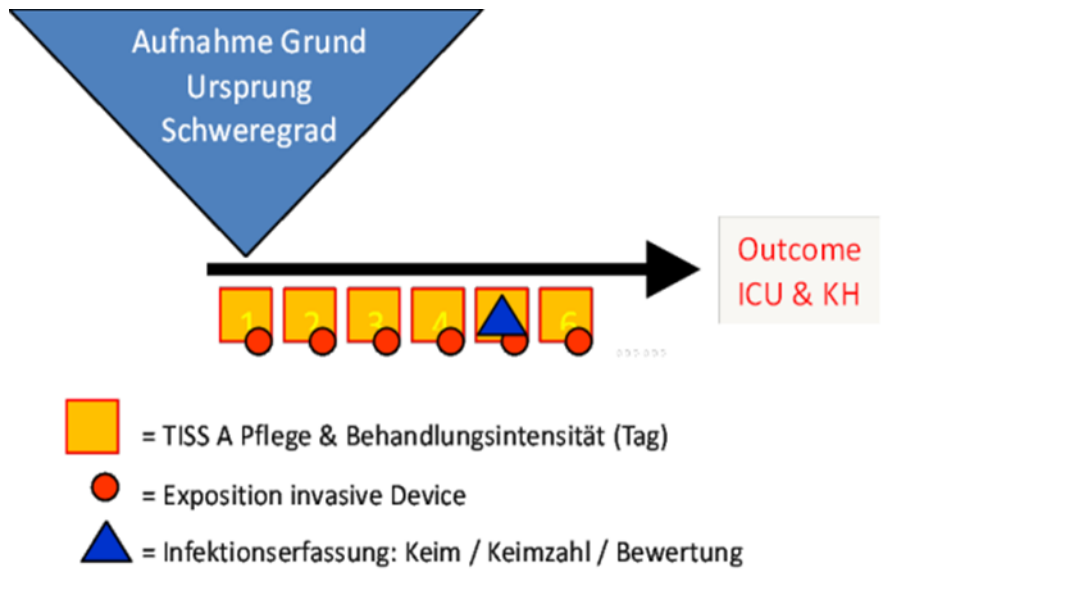 Aufnahme Grund
Ursprung
Schweregrad
Outcome
ICU & KH
1 2 3 4 6
= TISS A Pflege & Behandlungsintensität (Tag)
= Exposition invasive Device
= Infektionserfassung: Keim / Keimzahl / Bewertung